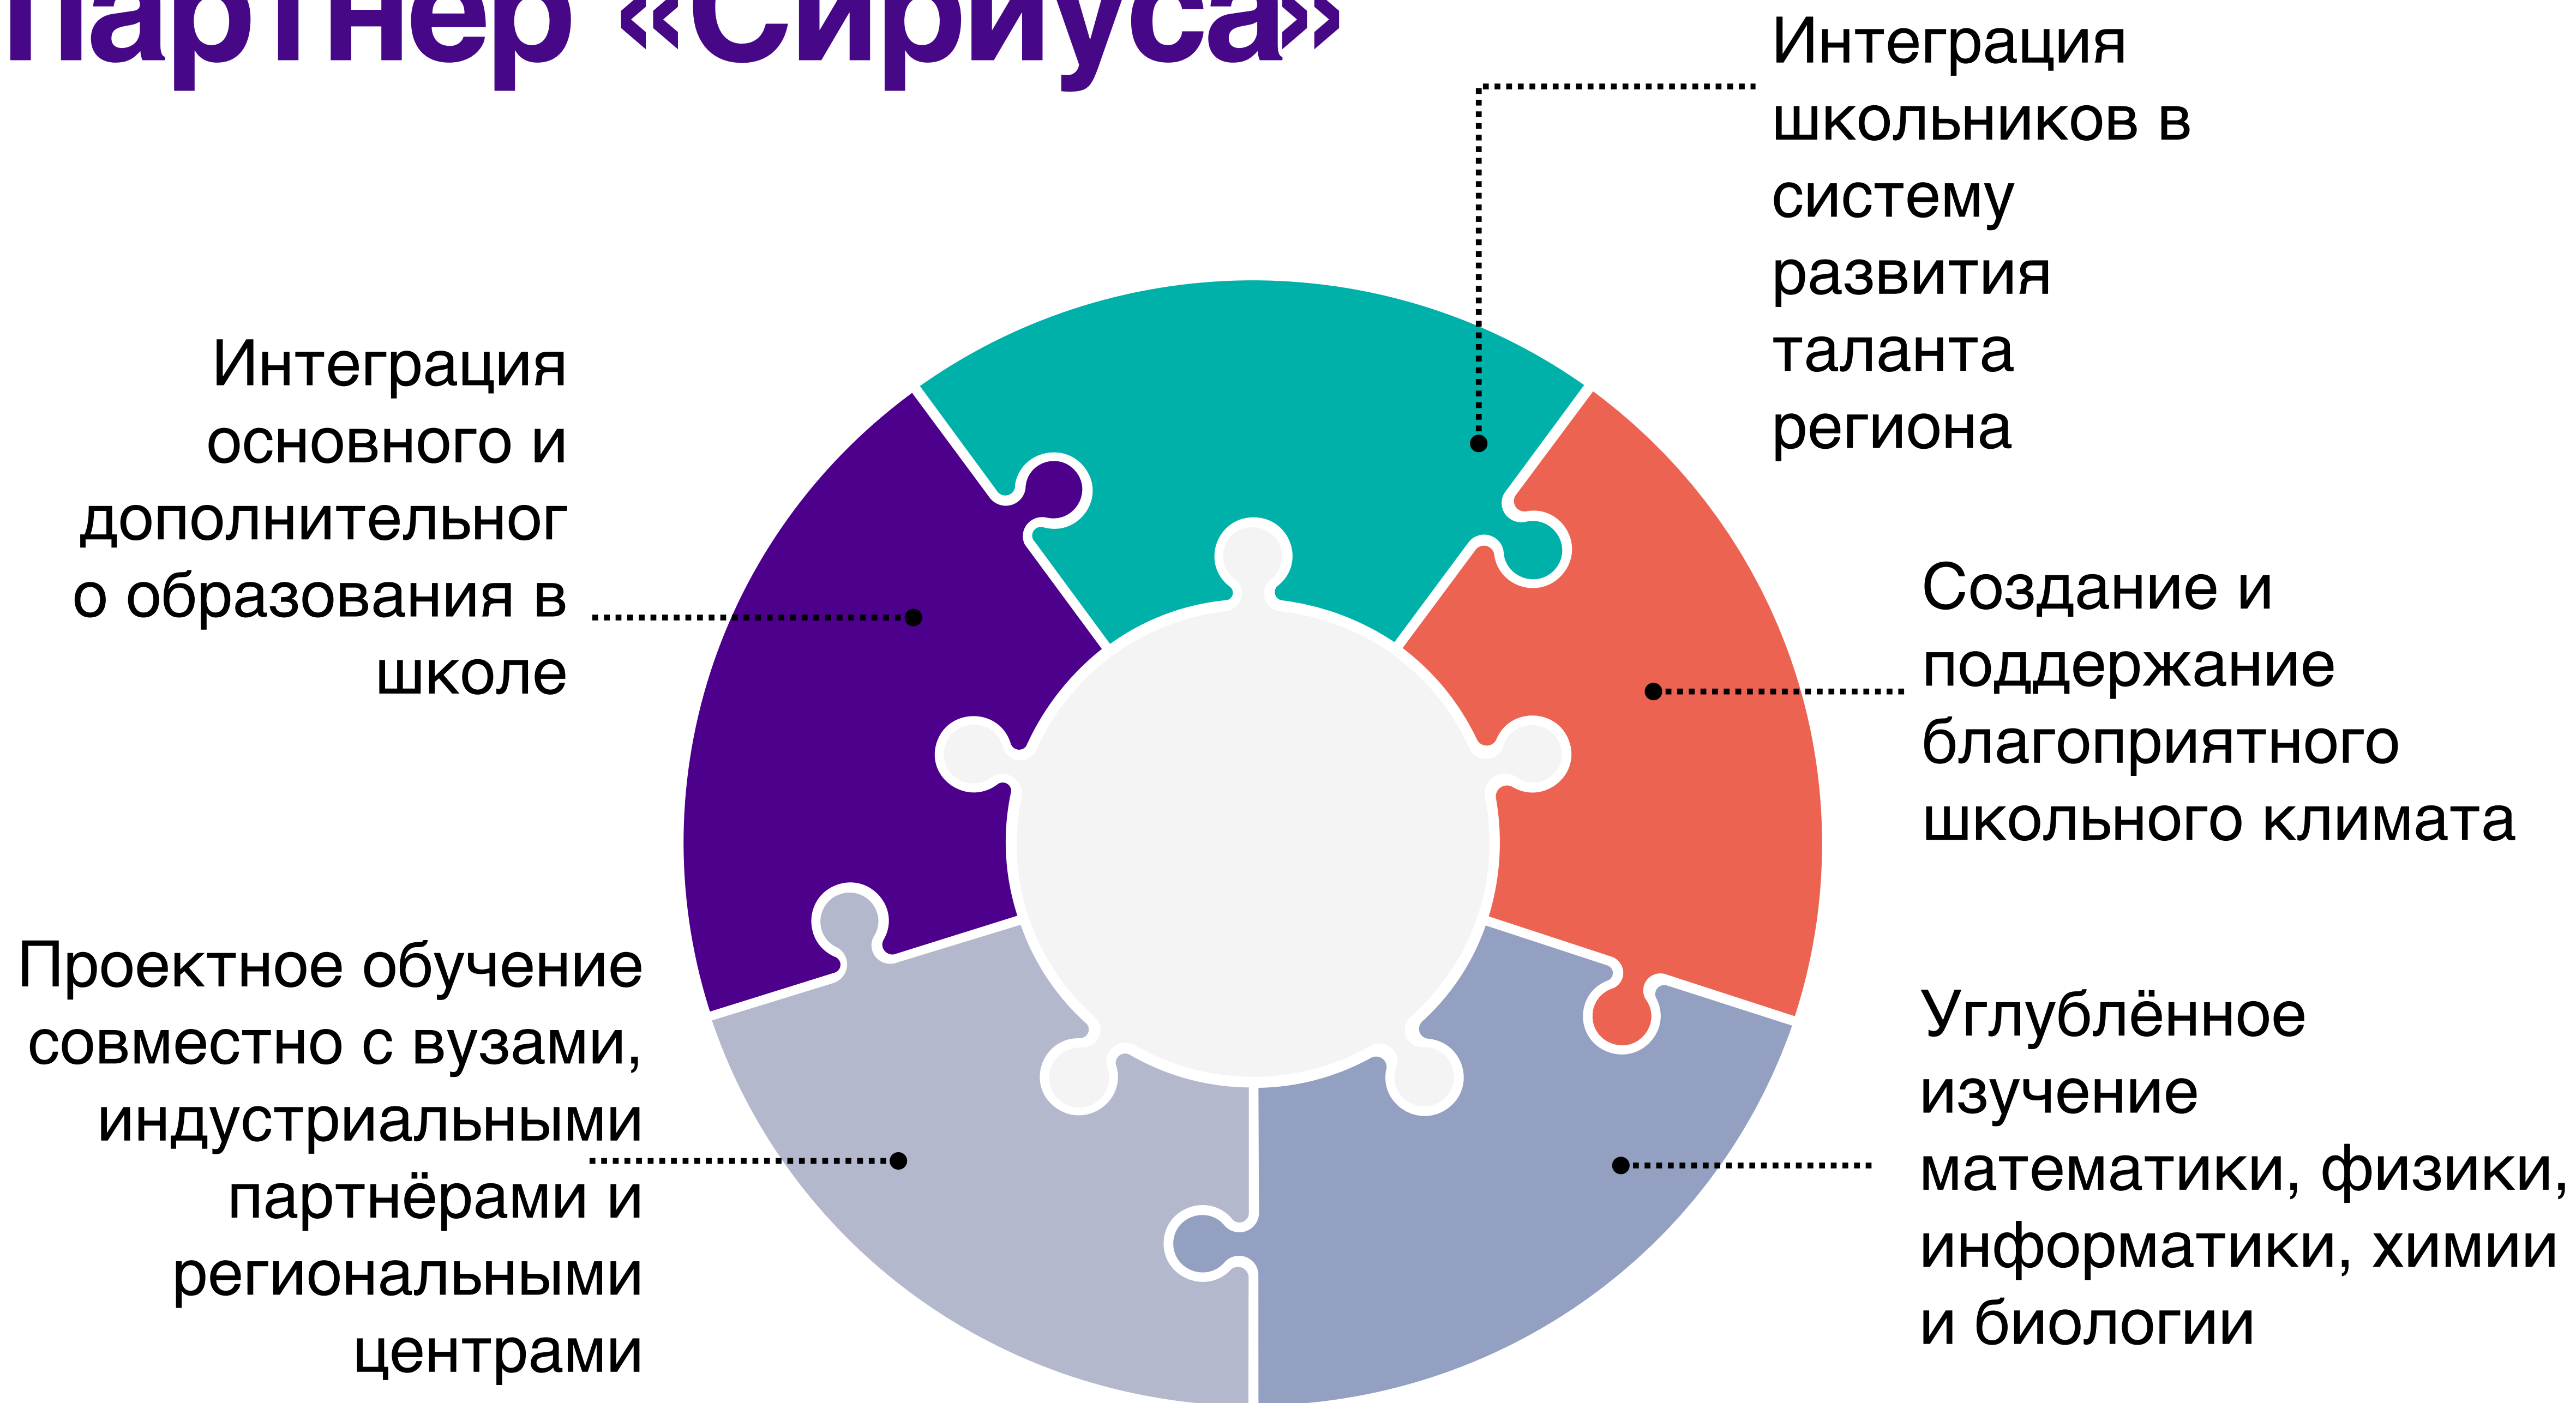 партнер «Сириуса»
Интеграция
школьников в
систему
развития
таланта
региона
Интеграция
основного и
дополнительног
о образования в
школе
Создание и
поддержание
благоприятного
школьного климата
Проектное обучение
совместно с вузами,
индустриальными
партнёрами и
региональными
центрами
Углублённое
изучение
математики, физики,
информатики, химии
и биологии